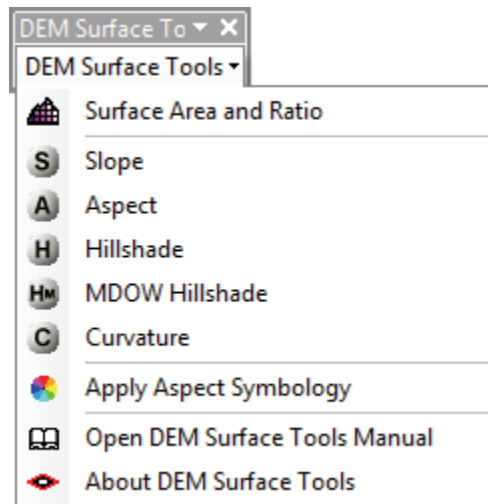 DEM Surface To
DEM Surface Tools
Surface Area and Ratio
S Slope
A Aspect
H Hillshade
HM MDOW Hillshade
C Curvature
Apply Aspect Symbology
Open DEM Surface Tools Manual
About DEM Surface Tools